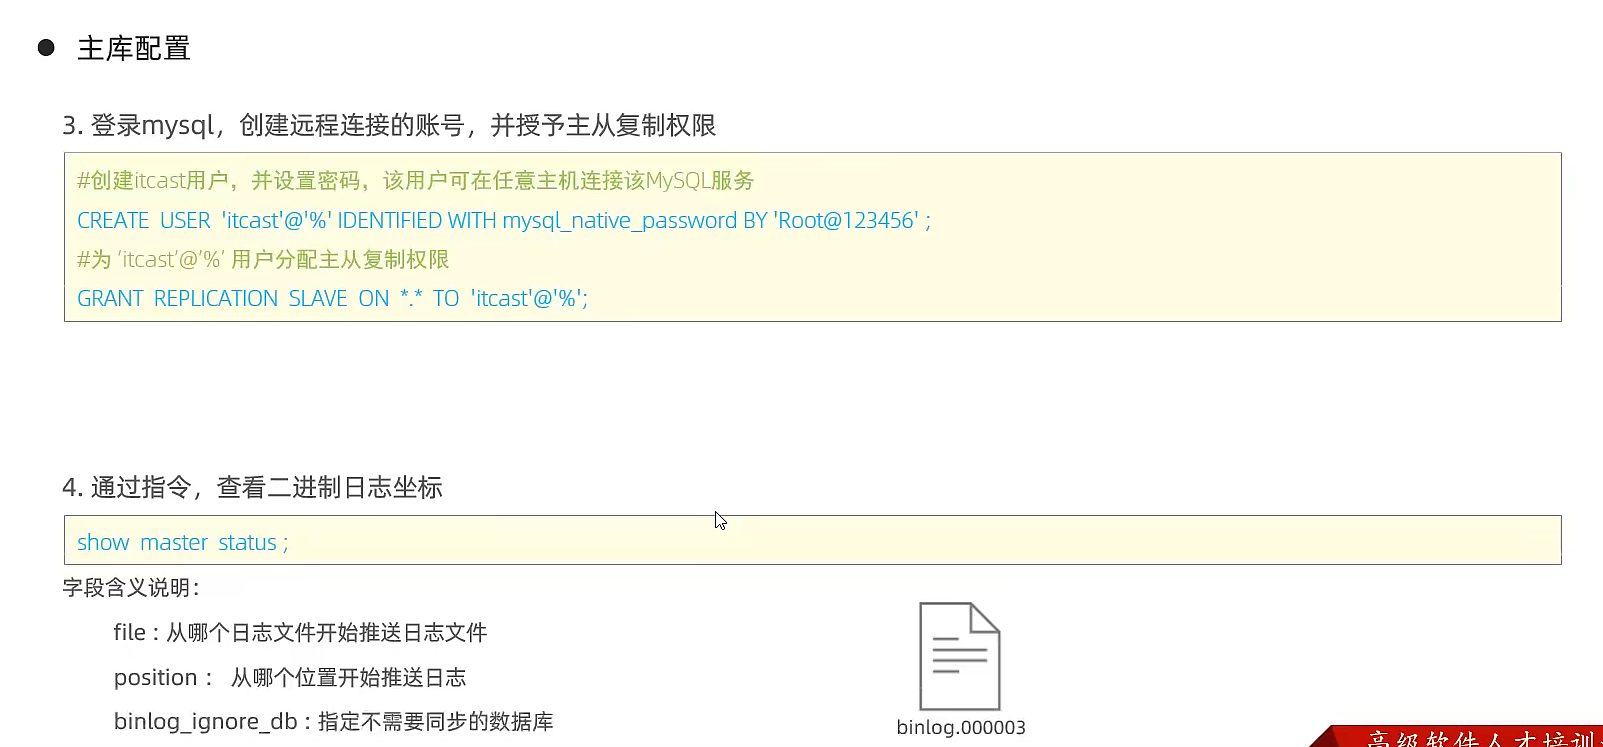 ● 主库配置
3. 登录mysql，创建远程连接的账号，并授予主从复制权限
#创建itcast用户，并设置密码，该用户可在任意主机连接该MySQL服务
CREATE USER 'itcast'@'%' IDENTIFIED WITH mysql_native_password BY 'Root@123456' ;
#为 'itcast'@'%' 用户分配主从复制权限
GRANT REPLICATION SLAVE ON *.* TO 'itcast'@'%';
4. 通过指令，查看二进制日志坐标
show master status ;
字段含义说明：
file : 从哪个日志文件开始推送日志文件
position ： 从哪个位置开始推送日志
binlog_ignore_db : 指定不需要同步的数据库
binlog.000003
高级软件人才培训